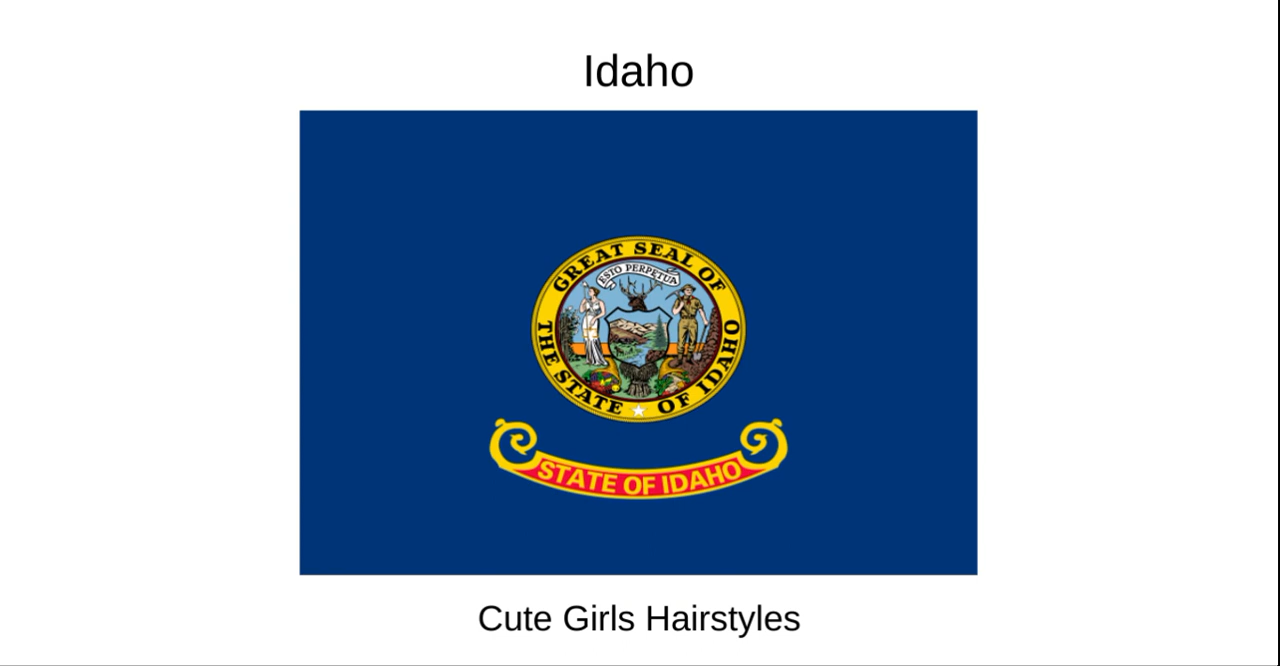 Idaho
GREAT SEAL OF
THE STATE OF IDAHO
ESTO PERPETUA
STATE OF IDAHO
Cute Girls Hairstyles